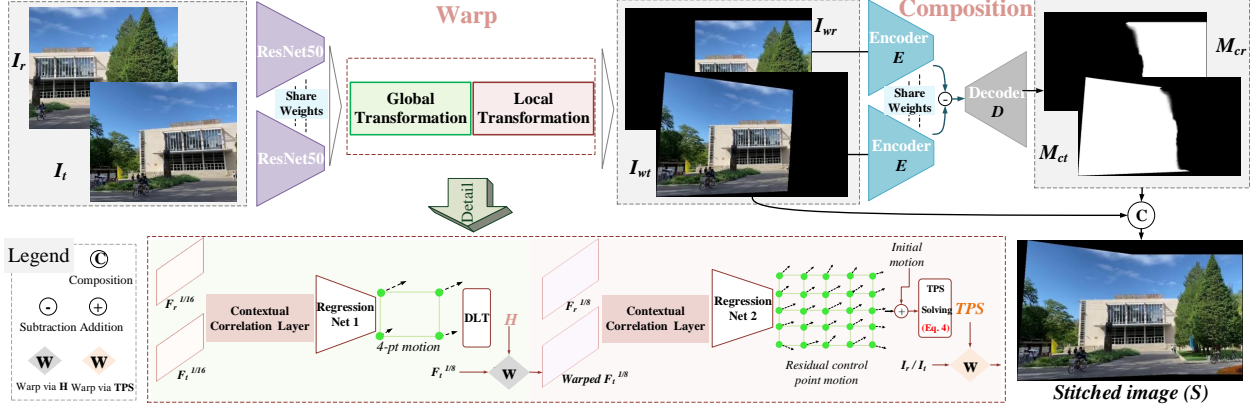 Warp
Composition
I_r
I_t
ResNet50
Share
Weights
ResNet50
Global
Transformation
Local
Transformation
Detail
I_wr
I_wt
Encoder
E
Share
Weights
Encoder
E
-
Decoder
D
M_cr
M_ct
C
Legend
C
Composition
-
+
Subtraction Addition
W
W
Warp via H Warp via TPS
F_r^1/16
F_t^1/16
Contextual
Correlation Layer
Regression
Net 1
4-pt motion
DLT
H
F_t^1/8
W
F_r^1/8
Warped F_t^1/8
Contextual
Correlation Layer
Regression
Net 2
Residual control
point motion
Initial
motion
+
TPS
Solving
(Eq. 4)
TPS
I_r / I_t
W
Stitched image (S)